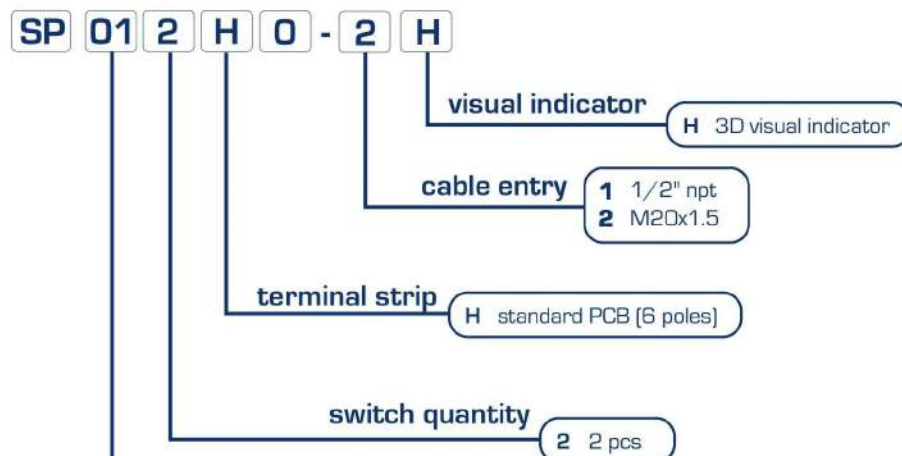 SP 01 2 H 0 - 2 H
visual indicator
H 3D visual indicator
cable entry
1 1/2" npt
2 M20x1.5
terminal strip
H standard PCB (6 poles)
switch quantity
2 2 pcs